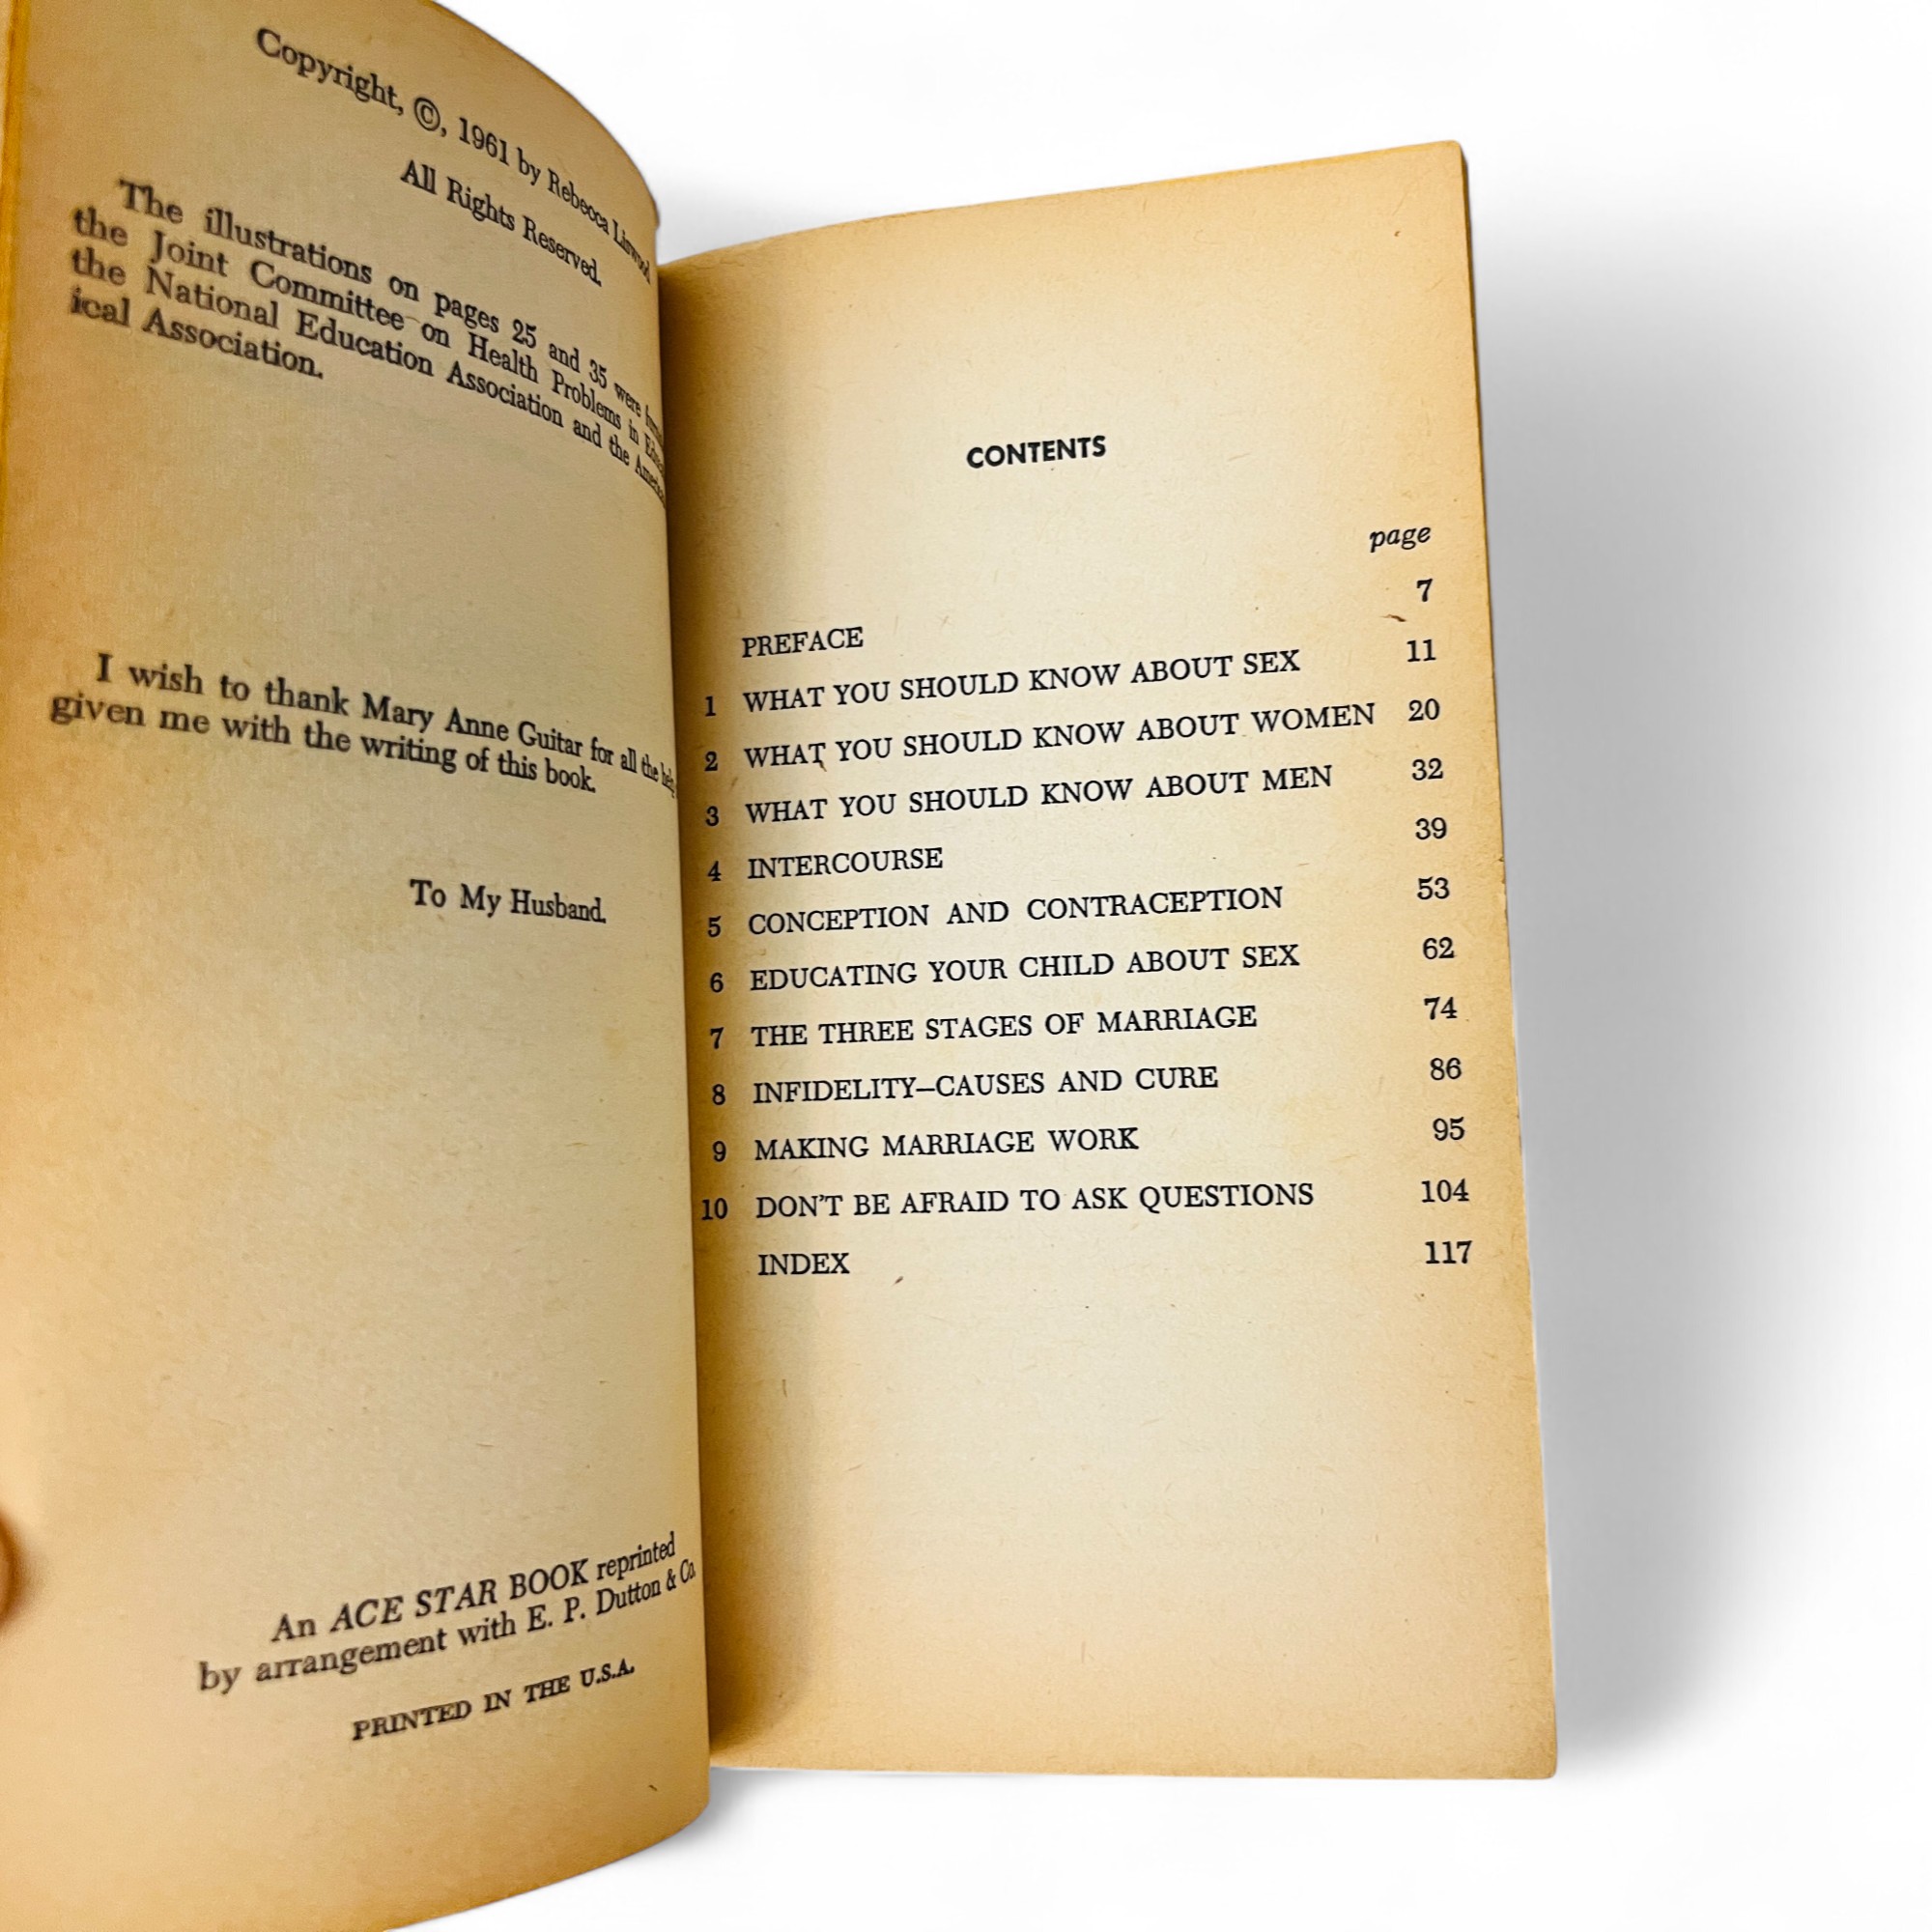 Copyright, ©, 1961 by Rebecca Liswood
All Rights Reserved.
The illustrations on pages 25 and 35 were
the Joint Committee on Health Problems in
the National Education Association and the
ical Association.
I wish to thank Mary Anne Guitar for all the help
given me with the writing of this book.
To My Husband.
An ACE STAR BOOK reprinted
by arrangement with E. P. Dutton & Co.
PRINTED IN THE U.S.A.
CONTENTS
page
PREFACE 7
1 WHAT YOU SHOULD KNOW ABOUT SEX 11
2 WHAT YOU SHOULD KNOW ABOUT WOMEN 20
3 WHAT YOU SHOULD KNOW ABOUT MEN 32
4 INTERCOURSE 39
5 CONCEPTION AND CONTRACEPTION 53
6 EDUCATING YOUR CHILD ABOUT SEX 62
7 THE THREE STAGES OF MARRIAGE 74
8 INFIDELITY—CAUSES AND CURE 86
9 MAKING MARRIAGE WORK 95
10 DON'T BE AFRAID TO ASK QUESTIONS 104
INDEX 117